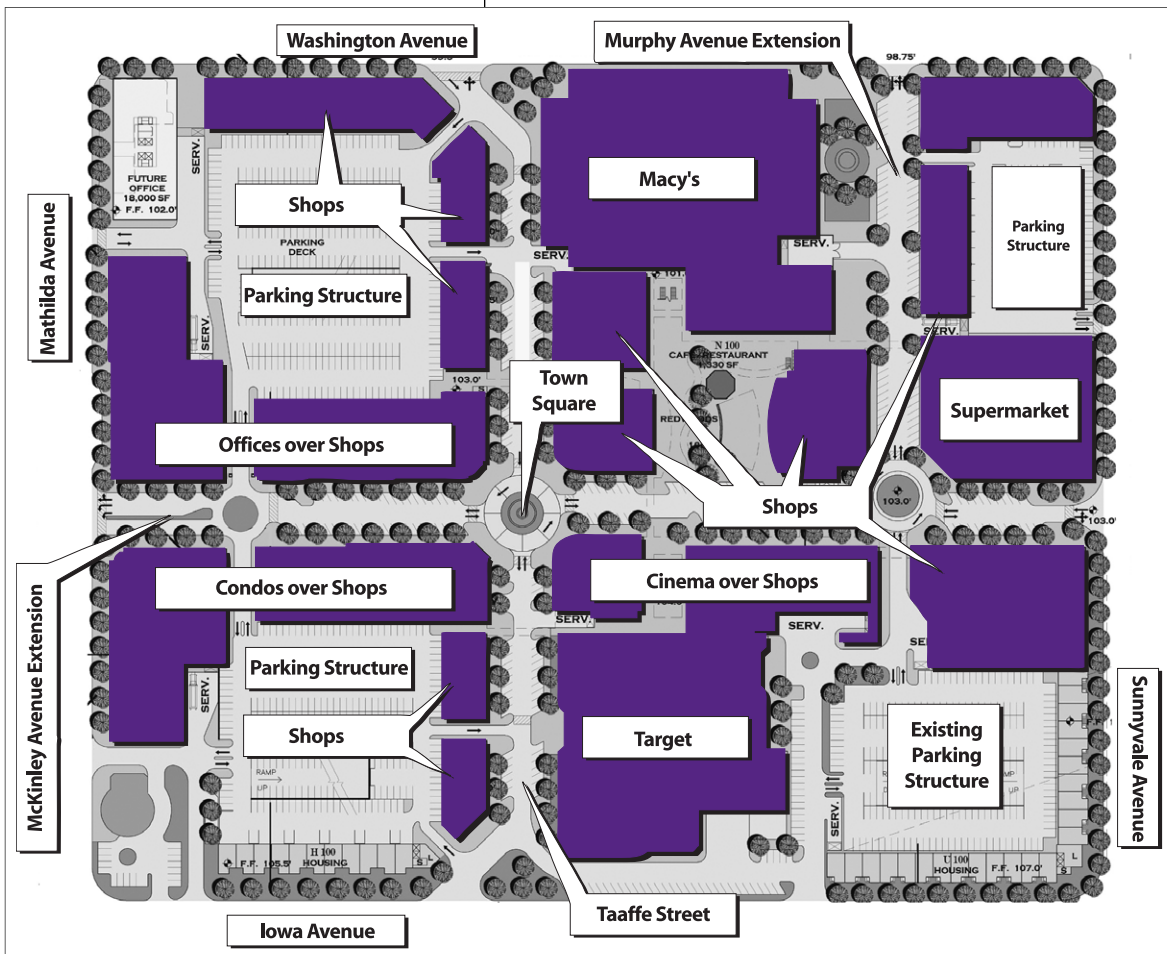 Washington Avenue
Murphy Avenue Extension
98.75'
SERV.
FUTURE
OFFICE
18,000 SF
F.F. 102.0'
Mathilda Avenue
Shops
PARKING
DECK
Parking Structure
Macy's
SERV.
SERV.
Parking
Structure
SERV.
SERV.
N 100
CAFE/RESTAURANT
103.0'
S
Town
Square
Supermarket
Offices over Shops
Shops
103.0'
103.0'
McKinley Avenue Extension
Condos over Shops
Cinema over Shops
SERV.
SERV.
SERV.
Parking Structure
Shops
Target
Existing
Parking
Structure
Sunnyvale Avenue
RAMP
UP
SERV.
H 100
HOUSING
F.F. 105.5'
S
L
U 100
HOUSING
F.F. 107.0'
L
S
Taaffe Street
Iowa Avenue